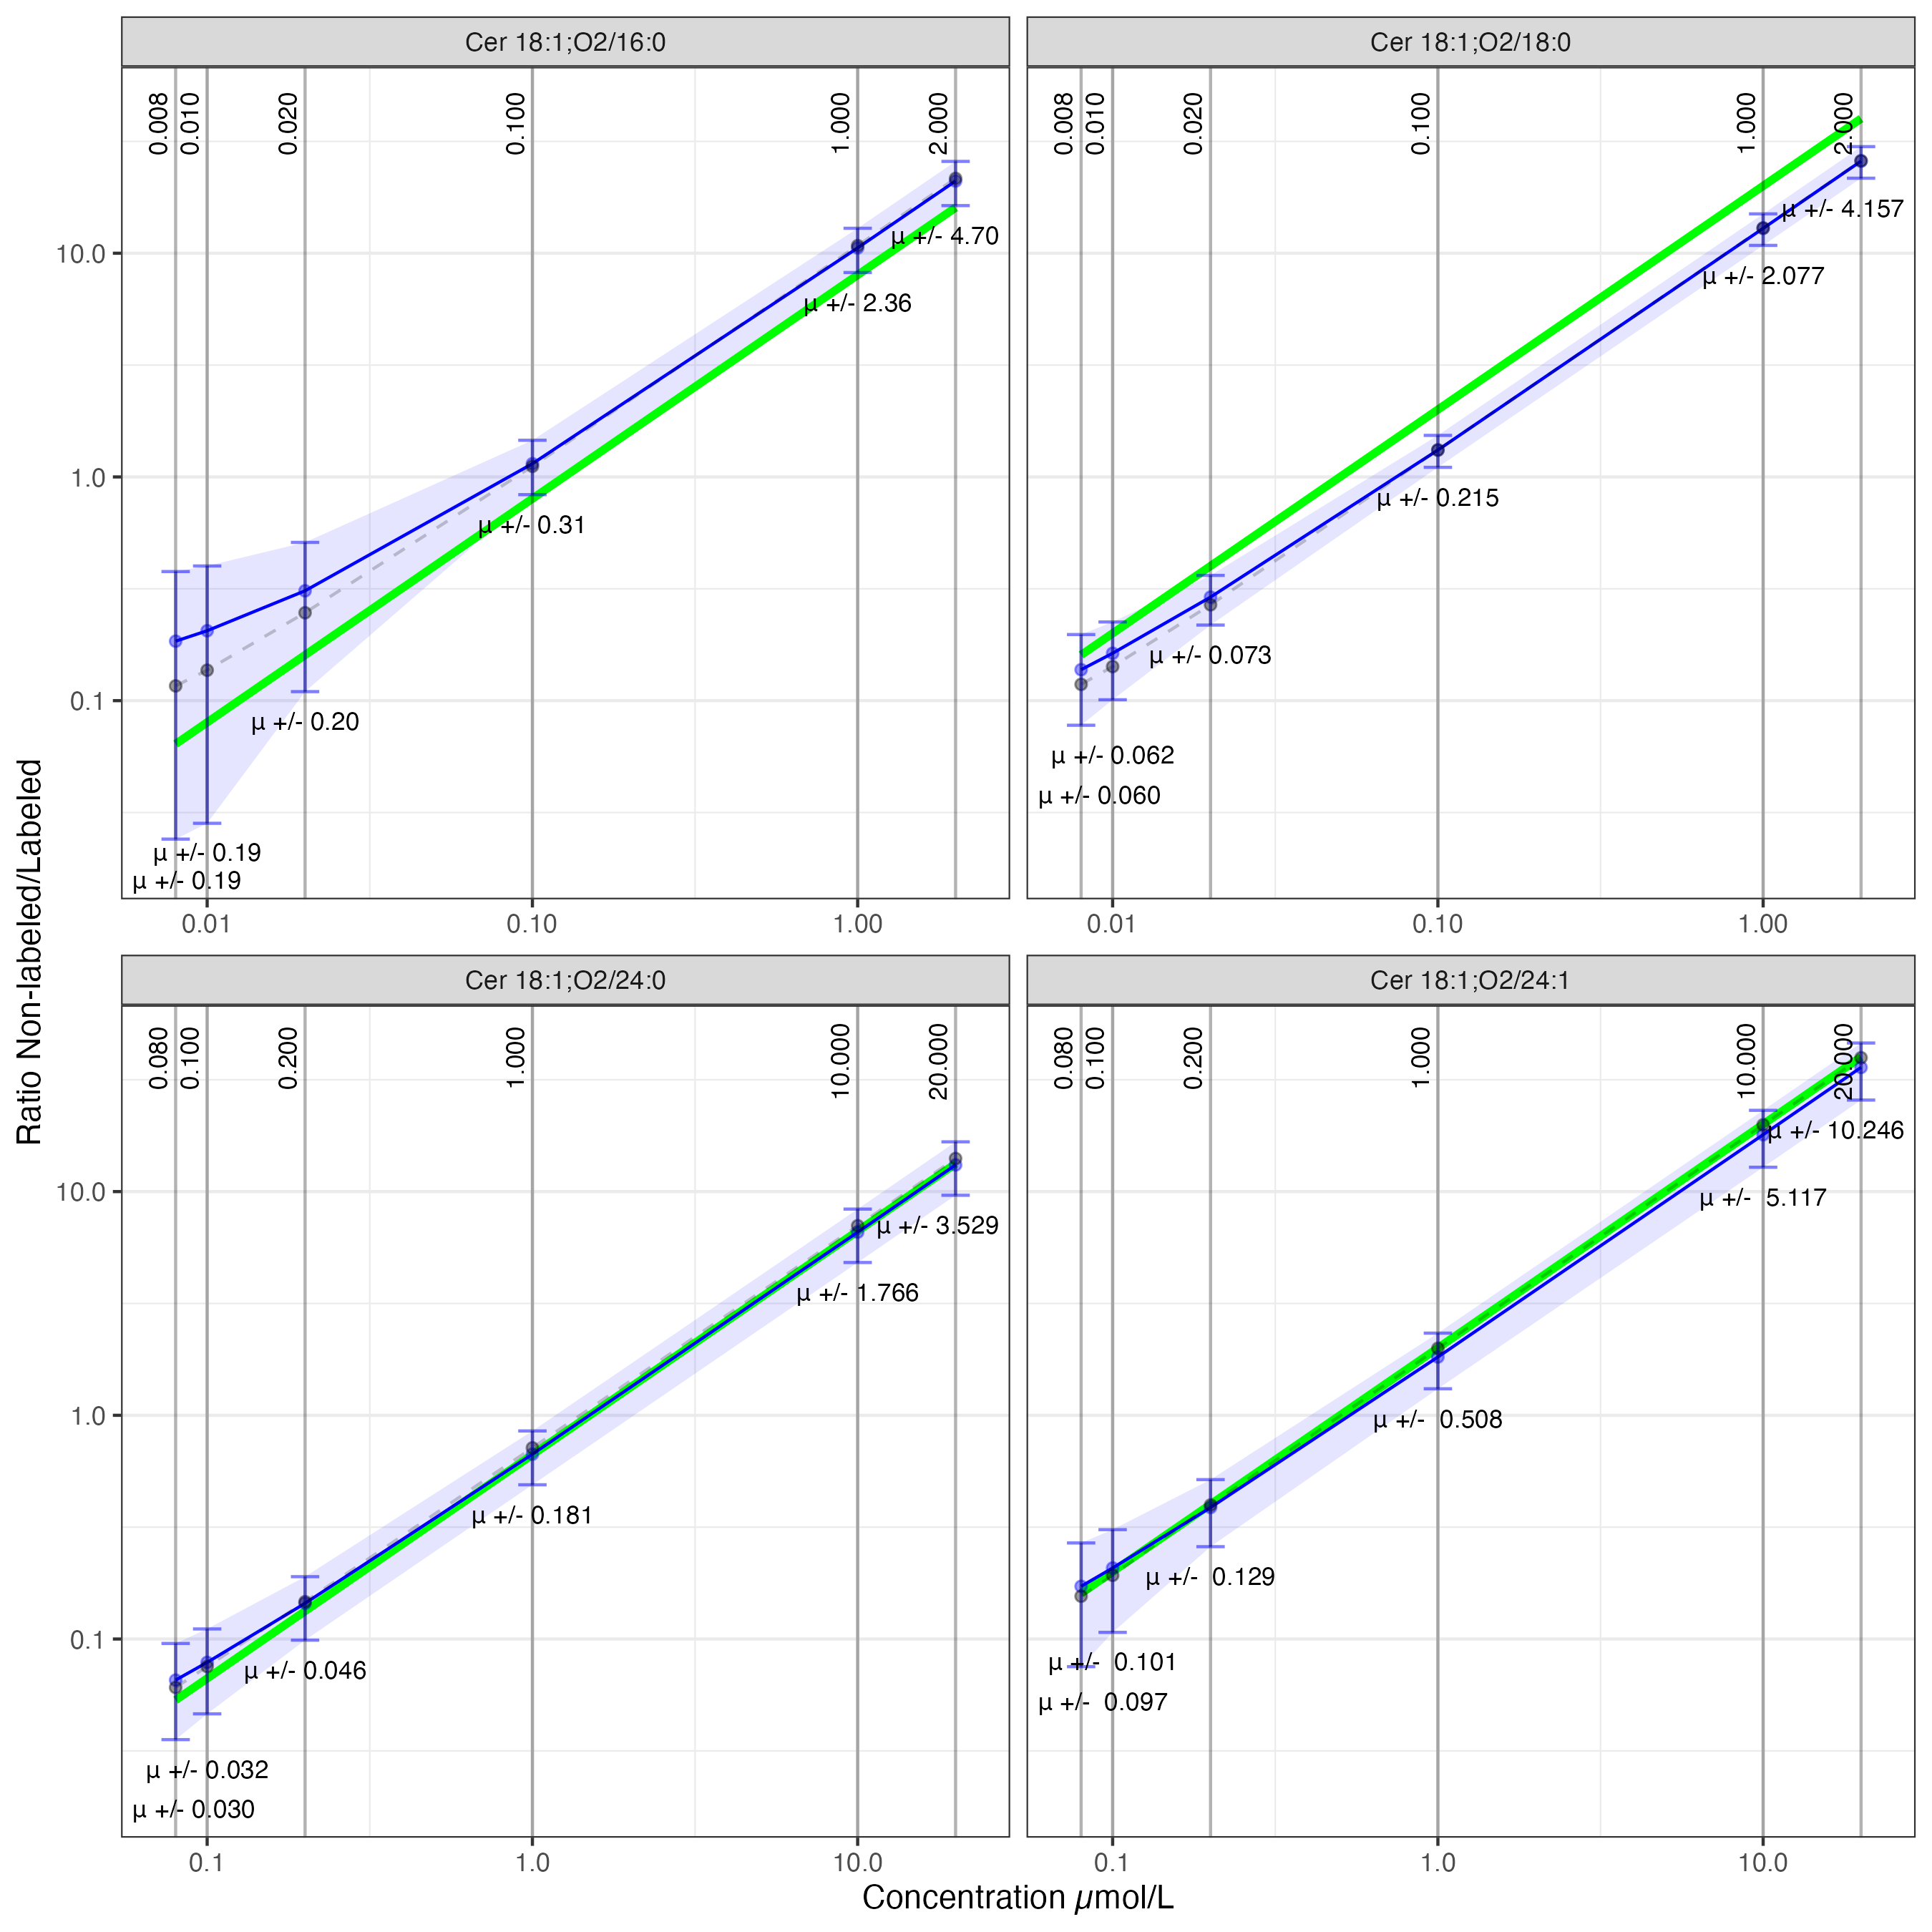 Cer 18:1;O2/16:0
0.008
0.010
0.020
0.100
1.000
2.000
µ +/- 4.70
µ +/- 2.36
µ +/- 0.31
µ +/- 0.20
µ +/- 0.19
µ +/- 0.19
10.0
1.0
0.1
0.01
0.10
1.00
Cer 18:1;O2/18:0
0.008
0.010
0.020
0.100
1.000
2.000
µ +/- 4.157
µ +/- 2.077
µ +/- 0.215
µ +/- 0.073
µ +/- 0.062
µ +/- 0.060
0.01
0.10
1.00
Ratio Non-labeled/Labeled
Cer 18:1;O2/24:0
0.080
0.100
0.200
1.000
10.000
20.000
µ +/- 3.529
µ +/- 1.766
µ +/- 0.181
µ +/- 0.046
µ +/- 0.032
µ +/- 0.030
10.0
1.0
0.1
0.1
1.0
10.0
Cer 18:1;O2/24:1
0.080
0.100
0.200
1.000
10.000
20.000
µ +/- 10.246
µ +/-  5.117
µ +/-  0.508
µ +/-  0.129
µ +/-  0.101
µ +/-  0.097
0.1
1.0
10.0
Concentration µmol/L